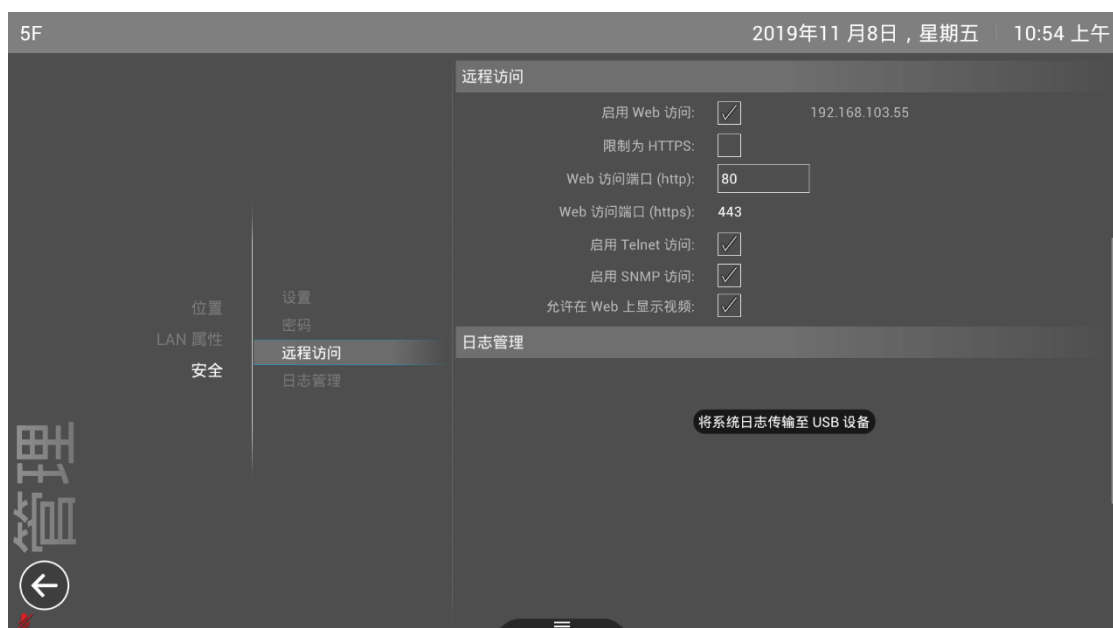 5F
2019年11 月8日，星期五
10:54 上午
远程访问
启用 Web 访问:
192.168.103.55
限制为 HTTPS:
Web 访问端口 (http):
80
Web 访问端口 (https):
443
启用 Telnet 访问:
启用 SNMP 访问:
允许在 Web 上显示视频:
日志管理
将系统日志传输至 USB 设备
位置
LAN 属性
安全
设置
密码
远程访问
日志管理
管理